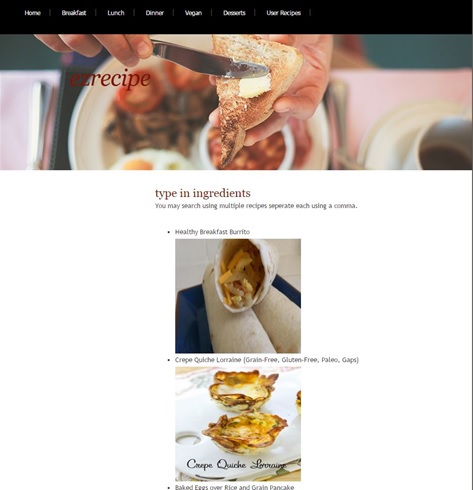 Home Breakfast Lunch Dinner Vegan Desserts User Recipes
ezrecipe
type in ingredients
You may search using multiple recipes seperate each using a comma.
Healthy Breakfast Burrito
Crepe Quiche Lorraine (Grain-Free, Gluten-Free, Paleo, Gaps)
Crepe Quiche Lorraine
Baked Eggs over Rice and Grain Pancake